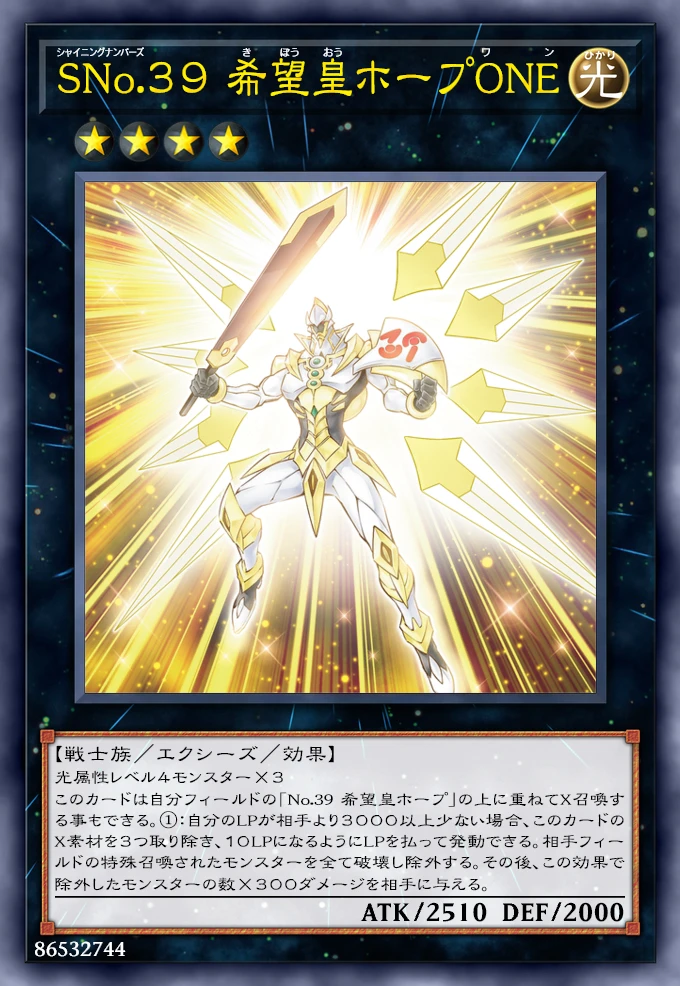 シャイニングナンバーズ き ぼう おう ワン
SNo.39 希望皇ホープONE
ひかり
光
39
【戦士族／エクシーズ／効果】
光属性レベル４モンスター×３
このカードは自分フィールドの「No.39 希望皇ホープ」の上に重ねてX召喚す
る事もできる。①：自分のLPが相手より３０００以上少ない場合、このカードの
X素材を３つ取り除き、１０LPになるようにLPを払って発動できる。相手フィ
ールドの特殊召喚されたモンスターを全て破壊し除外する。その後、この効果で
除外したモンスターの数×３００ダメージを相手に与える。
ATK/2510 DEF/2000
86532744